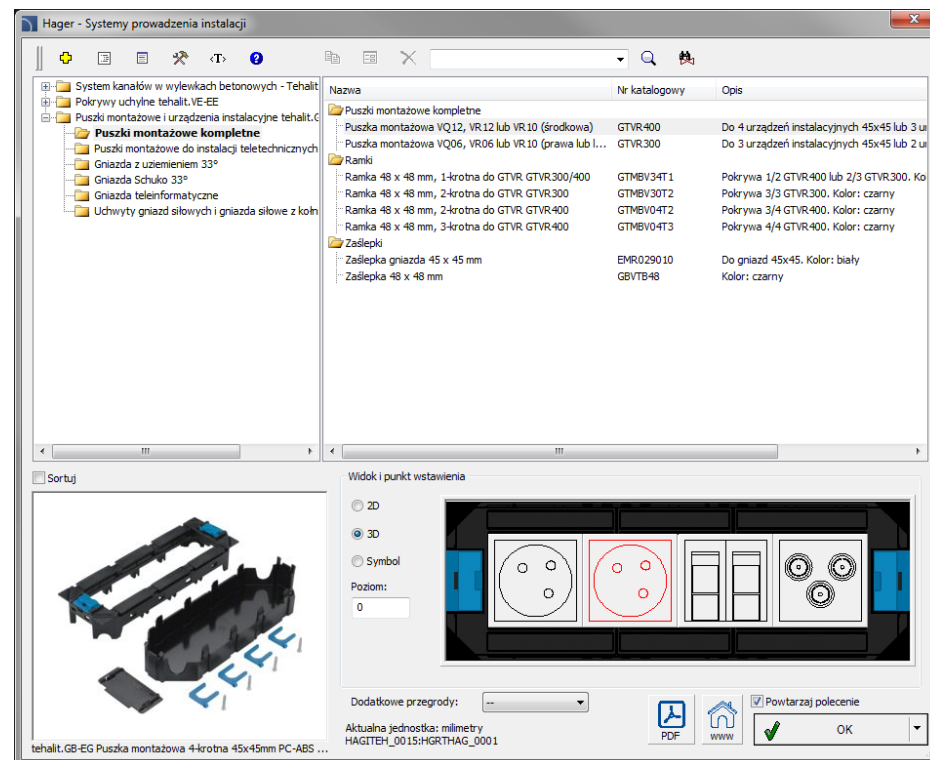 Hager - Systemy prowadzenia instalacji
<T>
System kanałów w wylewkach betonowych - Tehalit
Pokrywy uchylne tehalit.VE-EE
Puszki montażowe i urządzenia instalacyjne tehalit.G
Puszki montażowe kompletne
Puszki montażowe do instalacji teletechnicznych
Gniazda z uziemieniem 33°
Gniazda Schuko 33°
Gniazda teleinformatyczne
Uchwyty gniazd siłowych i gniazda siłowe z kołn
Nazwa Nr katalogowy Opis
Puszki montażowe kompletne
Puszka montażowa VQ12, VR12 lub VR10 (środkowa) GTVR400 Do 4 urządzeń instalacyjnych 45x45 lub 3 u
Puszka montażowa VQ06, VR06 lub VR10 (prawa lub l... GTVR300 Do 3 urządzeń instalacyjnych 45x45 lub 2 u
Ramki
Ramka 48 x 48 mm, 1-krotna do GTVR GTVR300/400 GTMBV34T1 Pokrywa 1/2 GTVR400 lub 2/3 GTVR300. Ko
Ramka 48 x 48 mm, 2-krotna do GTVR GTVR300 GTMBV30T2 Pokrywa 3/3 GTVR300. Kolor: czarny
Ramka 48 x 48 mm, 2-krotna do GTVR GTVR400 GTMBV04T2 Pokrywa 3/4 GTVR400. Kolor: czarny
Ramka 48 x 48 mm, 3-krotna do GTVR GTVR400 GTMBV04T3 Pokrywa 4/4 GTVR400. Kolor: czarny
Zaślepki
Zaślepka gniazda 45 x 45 mm EMR029010 Do gniazd 45x45. Kolor: biały
Zaślepka 48 x 48 mm GBVTB48 Kolor: czarny
Sortuj
Widok i punkt wstawienia
2D
3D
Symbol
Poziom:
0
Dodatkowe przegrody: --
Aktualna jednostka: milimetry
HAGITEH_0015:HGRTHAG_0001
PDF
www
Powtarzaj polecenie
OK
tehalit.GB-EG Puszka montażowa 4-krotna 45x45mm PC-ABS ...